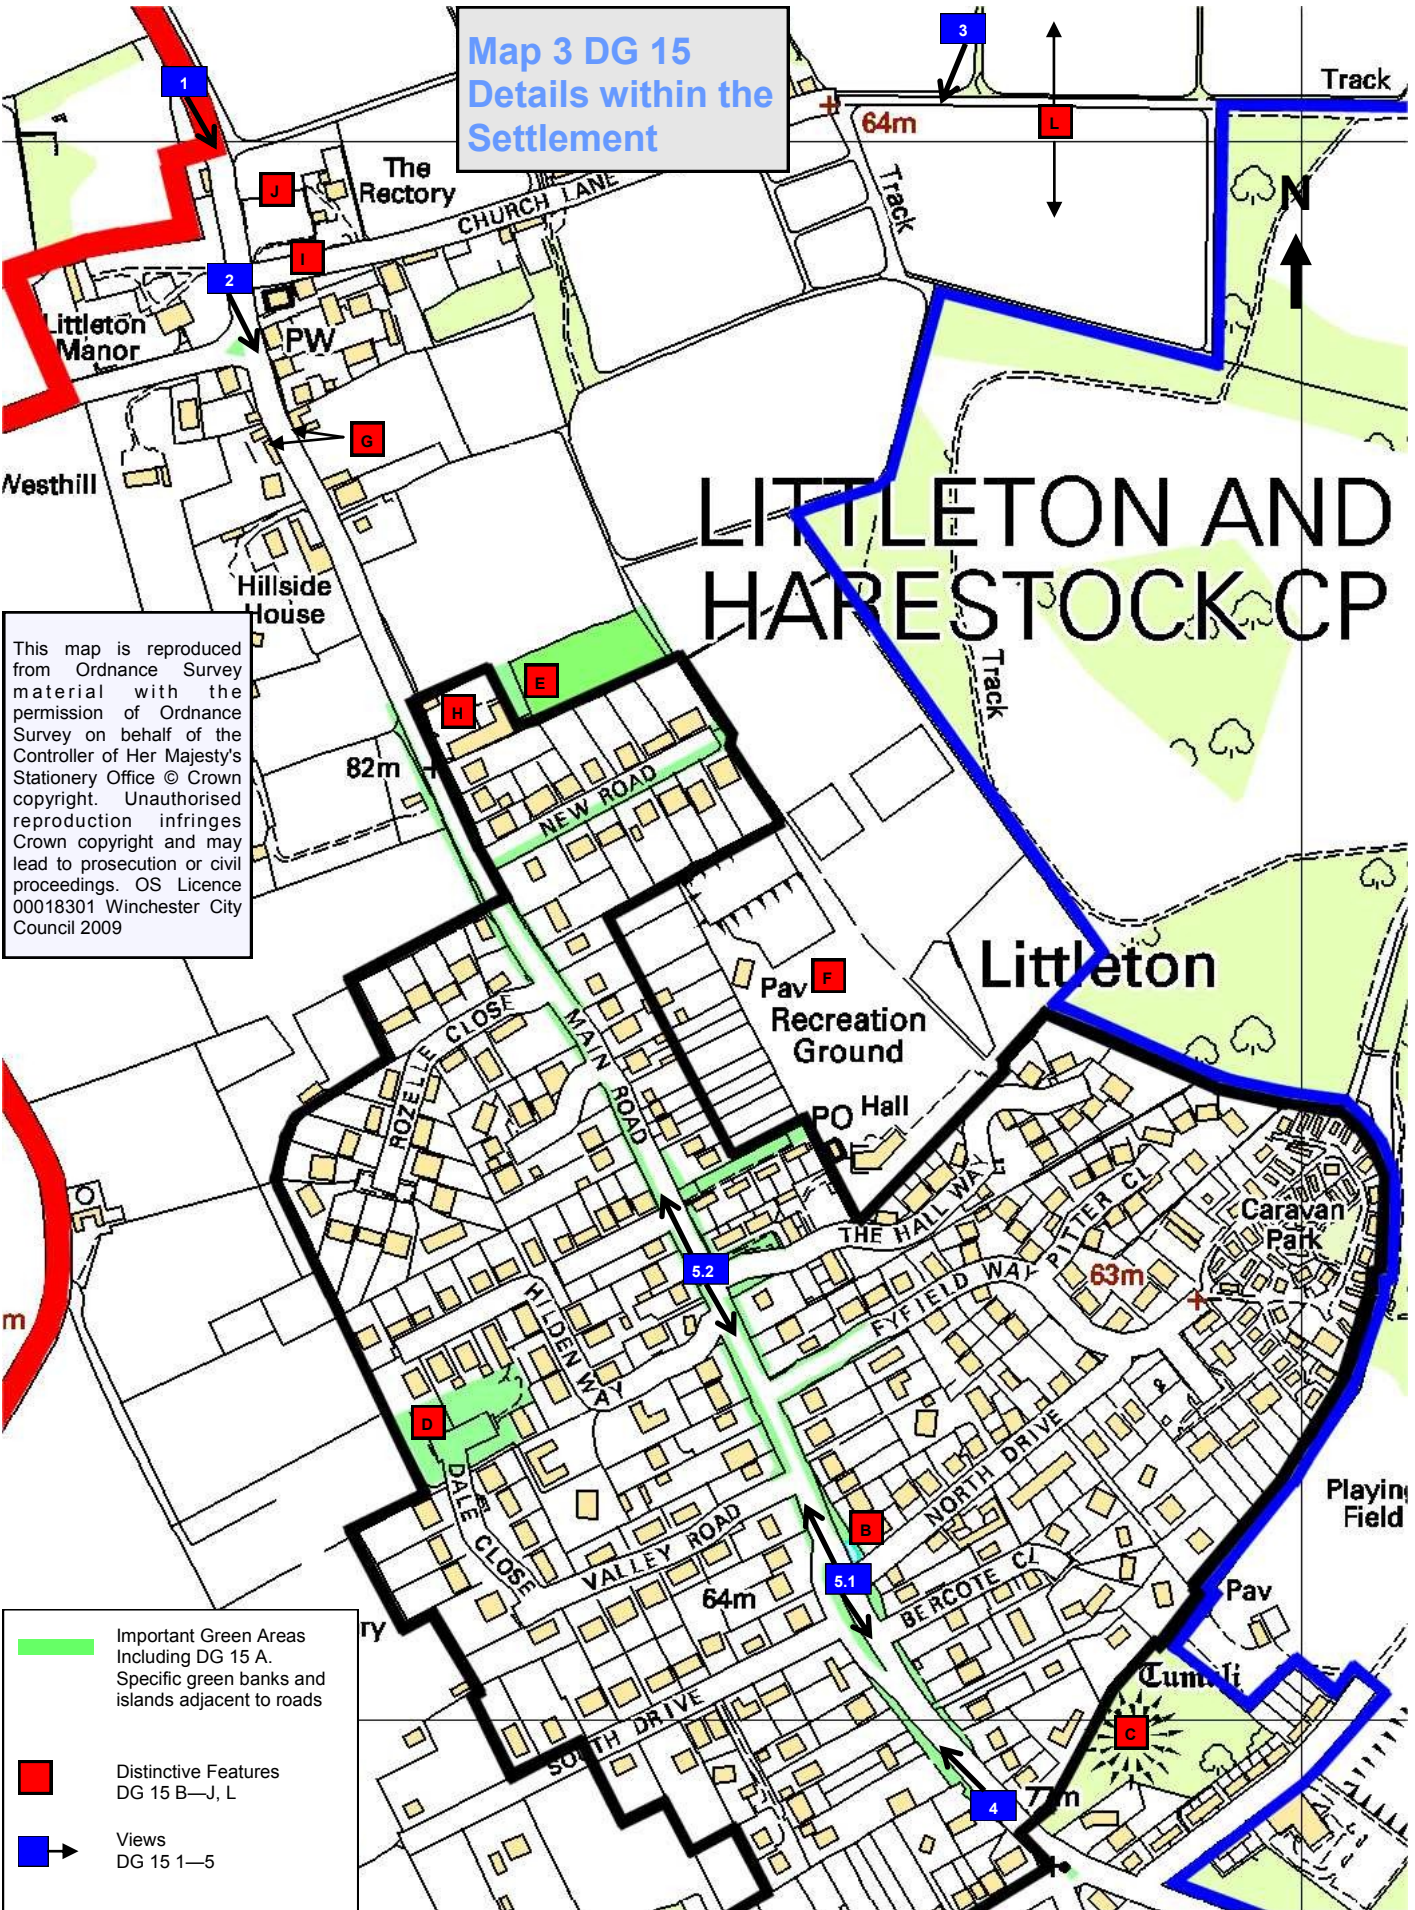 Map 3 DG 15
Details within the
Settlement
1
3
Track
64m
L
N
The
Rectory
J
CHURCH LANE
Track
I
2
Littleton
Manor
PW
G
Westhill
LITTLETON AND
HARESTOCK CP
Hillside
House
This map is reproduced
from Ordnance Survey
material with the
permission of Ordnance
Survey on behalf of the
Controller of Her Majesty's
Stationery Office © Crown
copyright. Unauthorised
reproduction infringes
Crown copyright and may
lead to prosecution or civil
proceedings. OS Licence
00018301 Winchester City
Council 2009
E
H
Track
82m
NEW ROAD
Littleton
Pav
F
Recreation
Ground
ROZELLE CLOSE
MAIN ROAD
PO
Hall
THE HALL WAY
PITTER CL
Caravan
Park
5.2
FYFIELD WAY
63m
m
HILDEN WAY
D
DALE CLOSE
NORTH DRIVE
Playing
Field
B
VALLEY ROAD
5.1
BERCOTE CL
64m
Pav
ry
Tumuli
SOUTH DRIVE
C
4
77m
Important Green Areas
Including DG 15 A.
Specific green banks and
islands adjacent to roads
Distinctive Features
DG 15 B—J, L
Views
DG 15 1—5